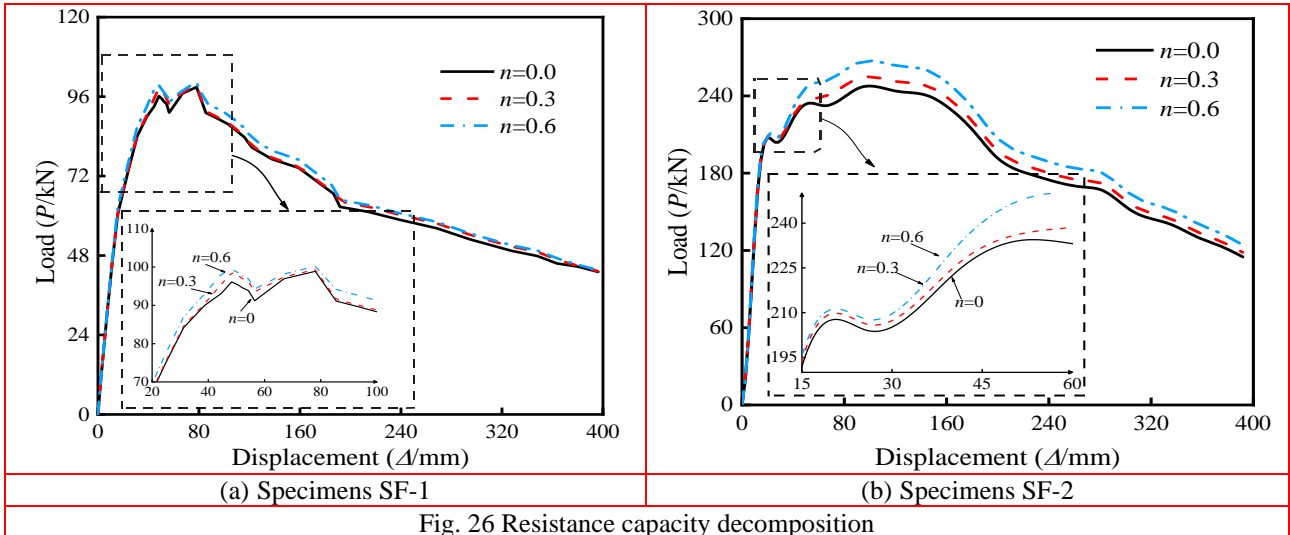 120
96
72
48
24
0
Load (P/kN)
n=0.0
n=0.3
n=0.6
110
100
90
80
70
n=0.6
n=0.3
n=0
20 40 60 80 100
0 80 160 240 320 400
Displacement (Δ/mm)
300
240
180
120
60
0
Load (P/kN)
n=0.0
n=0.3
n=0.6
240
225
210
195
n=0.6
n=0.3
n=0
15 30 45 60
0 80 160 240 320 400
Displacement (Δ/mm)
(a) Specimens SF-1
(b) Specimens SF-2
Fig. 26 Resistance capacity decomposition